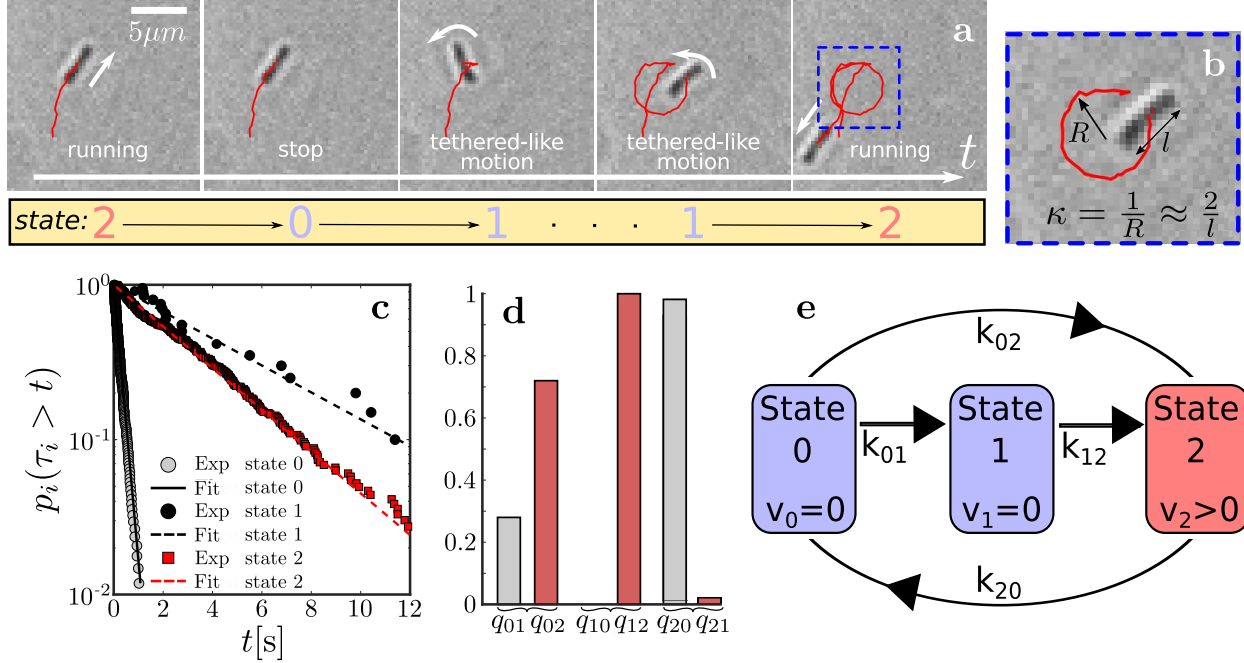 5μm
a
running
stop
tethered-like
motion
tethered-like
motion
running
t
state: 2 0 1 . . . 1 2
b
R
l
κ = 1/R ≈ 2/l
c
p_i(τ_i > t)
10^0
10^-1
10^-2
Exp state 0
Fit state 0
Exp state 1
Fit state 1
Exp state 2
Fit state 2
0 2 4 6 8 10 12
t[s]
d
1
0.8
0.6
0.4
0.2
0
q_01 q_02 q_10 q_12 q_20 q_21
e
k_02
State
0
v_0=0
k_01
State
1
v_1=0
k_12
State
2
v_2>0
k_20